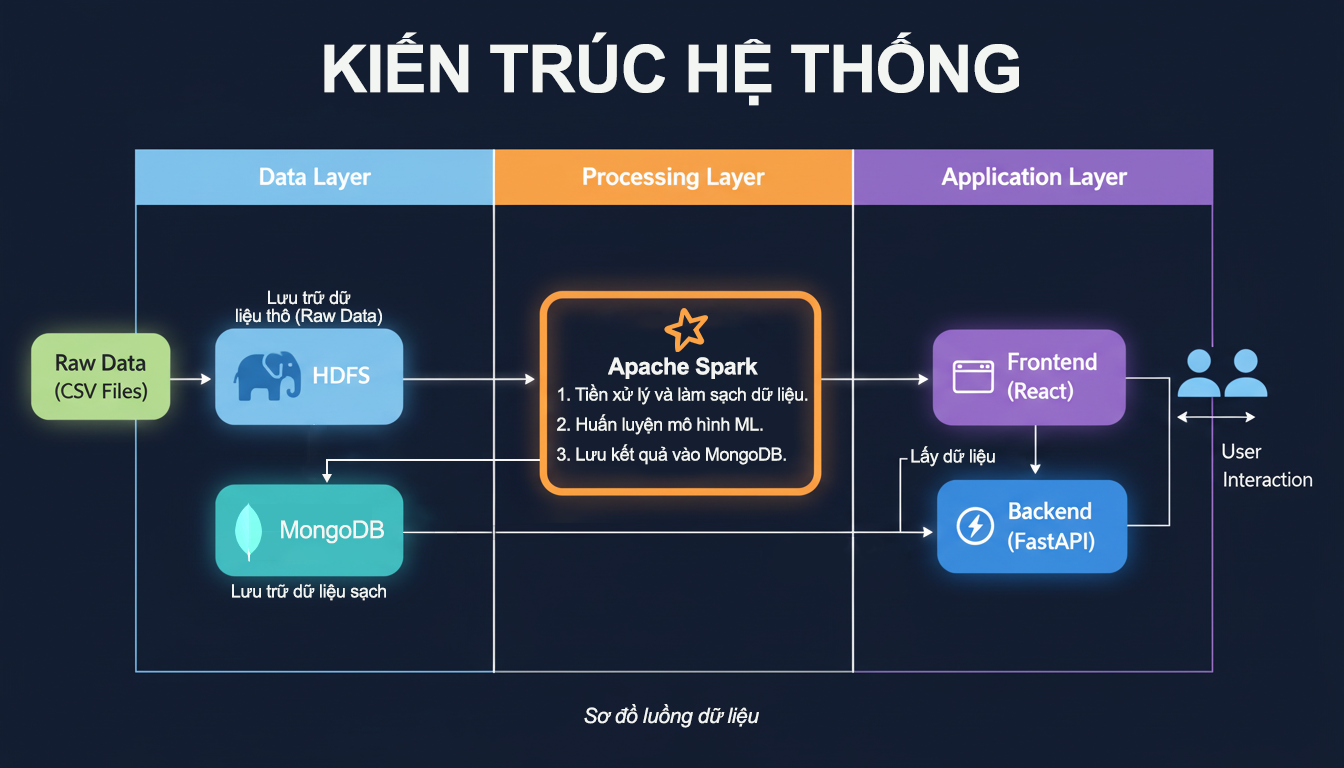 KIẾN TRÚC HỆ THỐNG
Data Layer
Processing Layer
Application Layer
Raw Data
(CSV Files)
Lưu trữ dữ
liệu thô (Raw Data)
HDFS
MongoDB
Lưu trữ dữ liệu sạch
Apache Spark
1. Tiền xử lý và làm sạch dữ liệu.
2. Huấn luyện mô hình ML.
3. Lưu kết quả vào MongoDB.
Frontend
(React)
Lấy dữ liệu
Backend
(FastAPI)
User
Interaction
Sơ đồ luồng dữ liệu